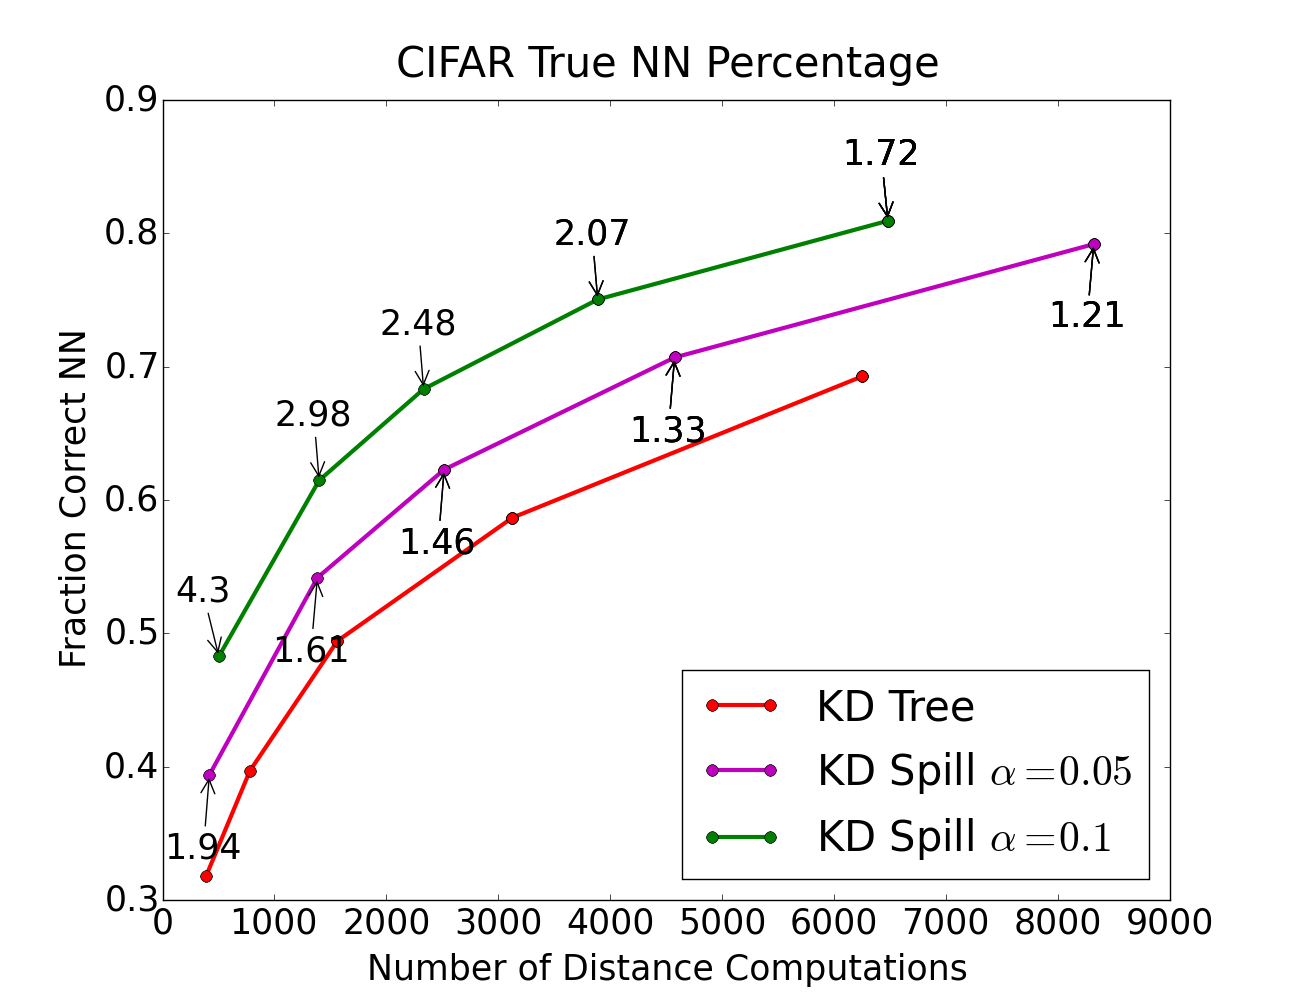 CIFAR True NN Percentage
0.9
0.8
0.7
0.6
0.5
0.4
0.3
Fraction Correct NN
1.72
2.07
2.48
2.98
4.3
1.21
1.33
1.46
1.61
1.94
KD Tree
KD Spill α=0.05
KD Spill α=0.1
0 1000 2000 3000 4000 5000 6000 7000 8000 9000
Number of Distance Computations